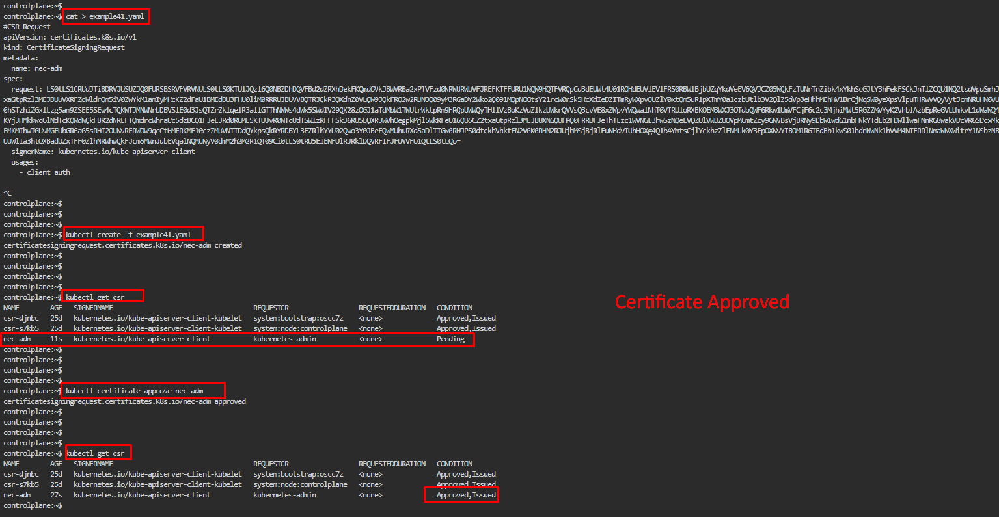 controlplane:~$
controlplane:~$ cat > example41.yaml
#CSR Request
apiVersion: certificates.k8s.io/v1
kind: CertificateSigningRequest
metadata:
  name: nec-adm
spec:
  request:
  signerName: kubernetes.io/kube-apiserver-client
  usages:
    - client auth
^C
controlplane:~$
controlplane:~$
controlplane:~$
controlplane:~$ kubectl create -f example41.yaml
certificatesigningrequest.certificates.k8s.io/nec-adm created
controlplane:~$
controlplane:~$
controlplane:~$
controlplane:~$
controlplane:~$ kubectl get csr
NAME AGE SIGNERNAME REQUESTOR REQUESTEDDURATION CONDITION
csr-djnbc 25d kubernetes.io/kube-apiserver-client-kubelet system:bootstrap:oscc7z <none> Approved,Issued
csr-s7kb5 25d kubernetes.io/kube-apiserver-client-kubelet system:node:controlplane <none> Approved,Issued
nec-adm 11s kubernetes.io/kube-apiserver-client kubernetes-admin <none> Pending
controlplane:~$
controlplane:~$
controlplane:~$
controlplane:~$
controlplane:~$ kubectl certificate approve nec-adm
certificatesigningrequest.certificates.k8s.io/nec-adm approved
controlplane:~$
controlplane:~$
controlplane:~$
controlplane:~$
controlplane:~$ kubectl get csr
NAME AGE SIGNERNAME REQUESTOR REQUESTEDDURATION CONDITION
csr-djnbc 25d kubernetes.io/kube-apiserver-client-kubelet system:bootstrap:oscc7z <none> Approved,Issued
csr-s7kb5 25d kubernetes.io/kube-apiserver-client-kubelet system:node:controlplane <none> Approved,Issued
nec-adm 27s kubernetes.io/kube-apiserver-client kubernetes-admin <none> Approved,Issued
controlplane:~$
Certificate Approved